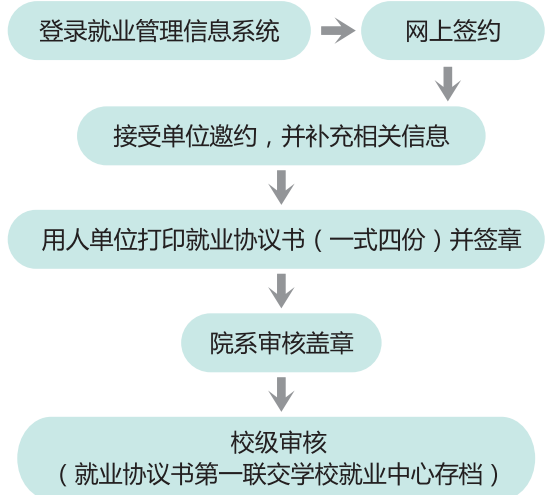 登录就业管理信息系统
网上签约
接受单位邀约，并补充相关信息
用人单位打印就业协议书（一式四份）并签章
院系审核盖章
校级审核
（就业协议书第一联交学校就业中心存档）